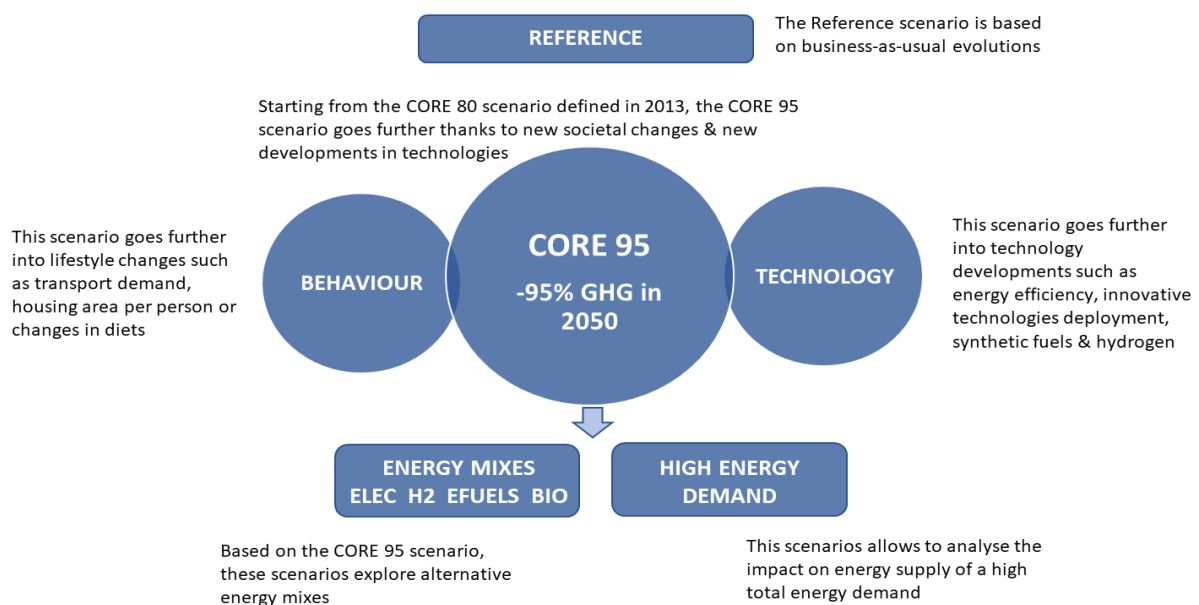 REFERENCE
The Reference scenario is based
on business-as-usual evolutions
Starting from the CORE 80 scenario defined in 2013, the CORE 95
scenario goes further thanks to new societal changes & new
developments in technologies
This scenario goes further
into lifestyle changes such
as transport demand,
housing area per person or
changes in diets
BEHAVIOUR
CORE 95
-95% GHG in
2050
TECHNOLOGY
This scenario goes further
into technology
developments such as
energy efficiency, innovative
technologies deployment,
synthetic fuels & hydrogen
ENERGY MIXES
ELEC H2 EFUELS BIO
HIGH ENERGY
DEMAND
Based on the CORE 95 scenario,
these scenarios explore alternative
energy mixes
This scenarios allows to analyse the
impact on energy supply of a high
total energy demand